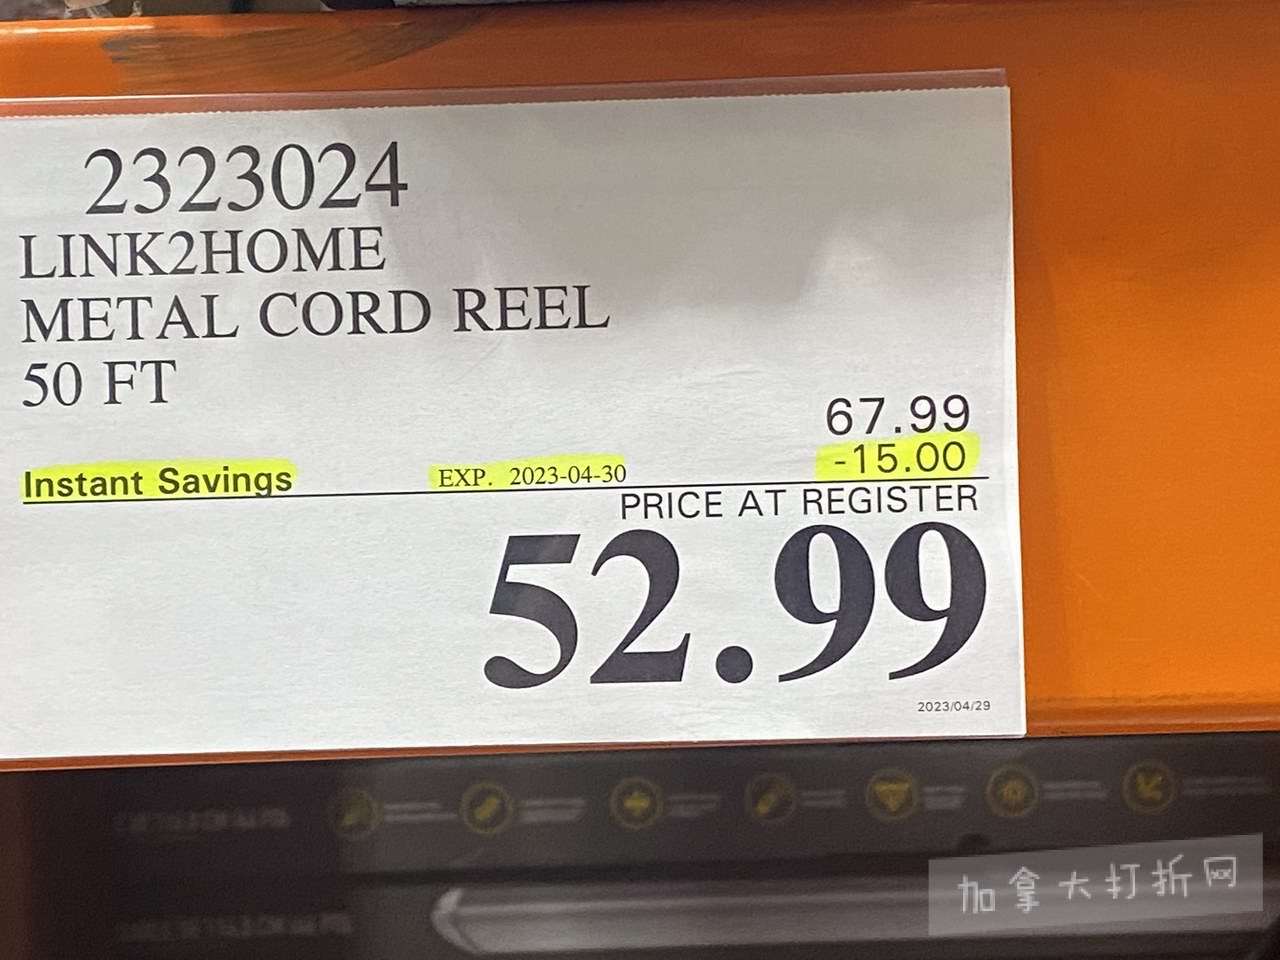 2323024
LINK2HOME
METAL CORD REEL
50 FT
67.99
Instant Savings EXP. 2023-04-30 -15.00
PRICE AT REGISTER
52.99
2023/04/29
加拿大打折网